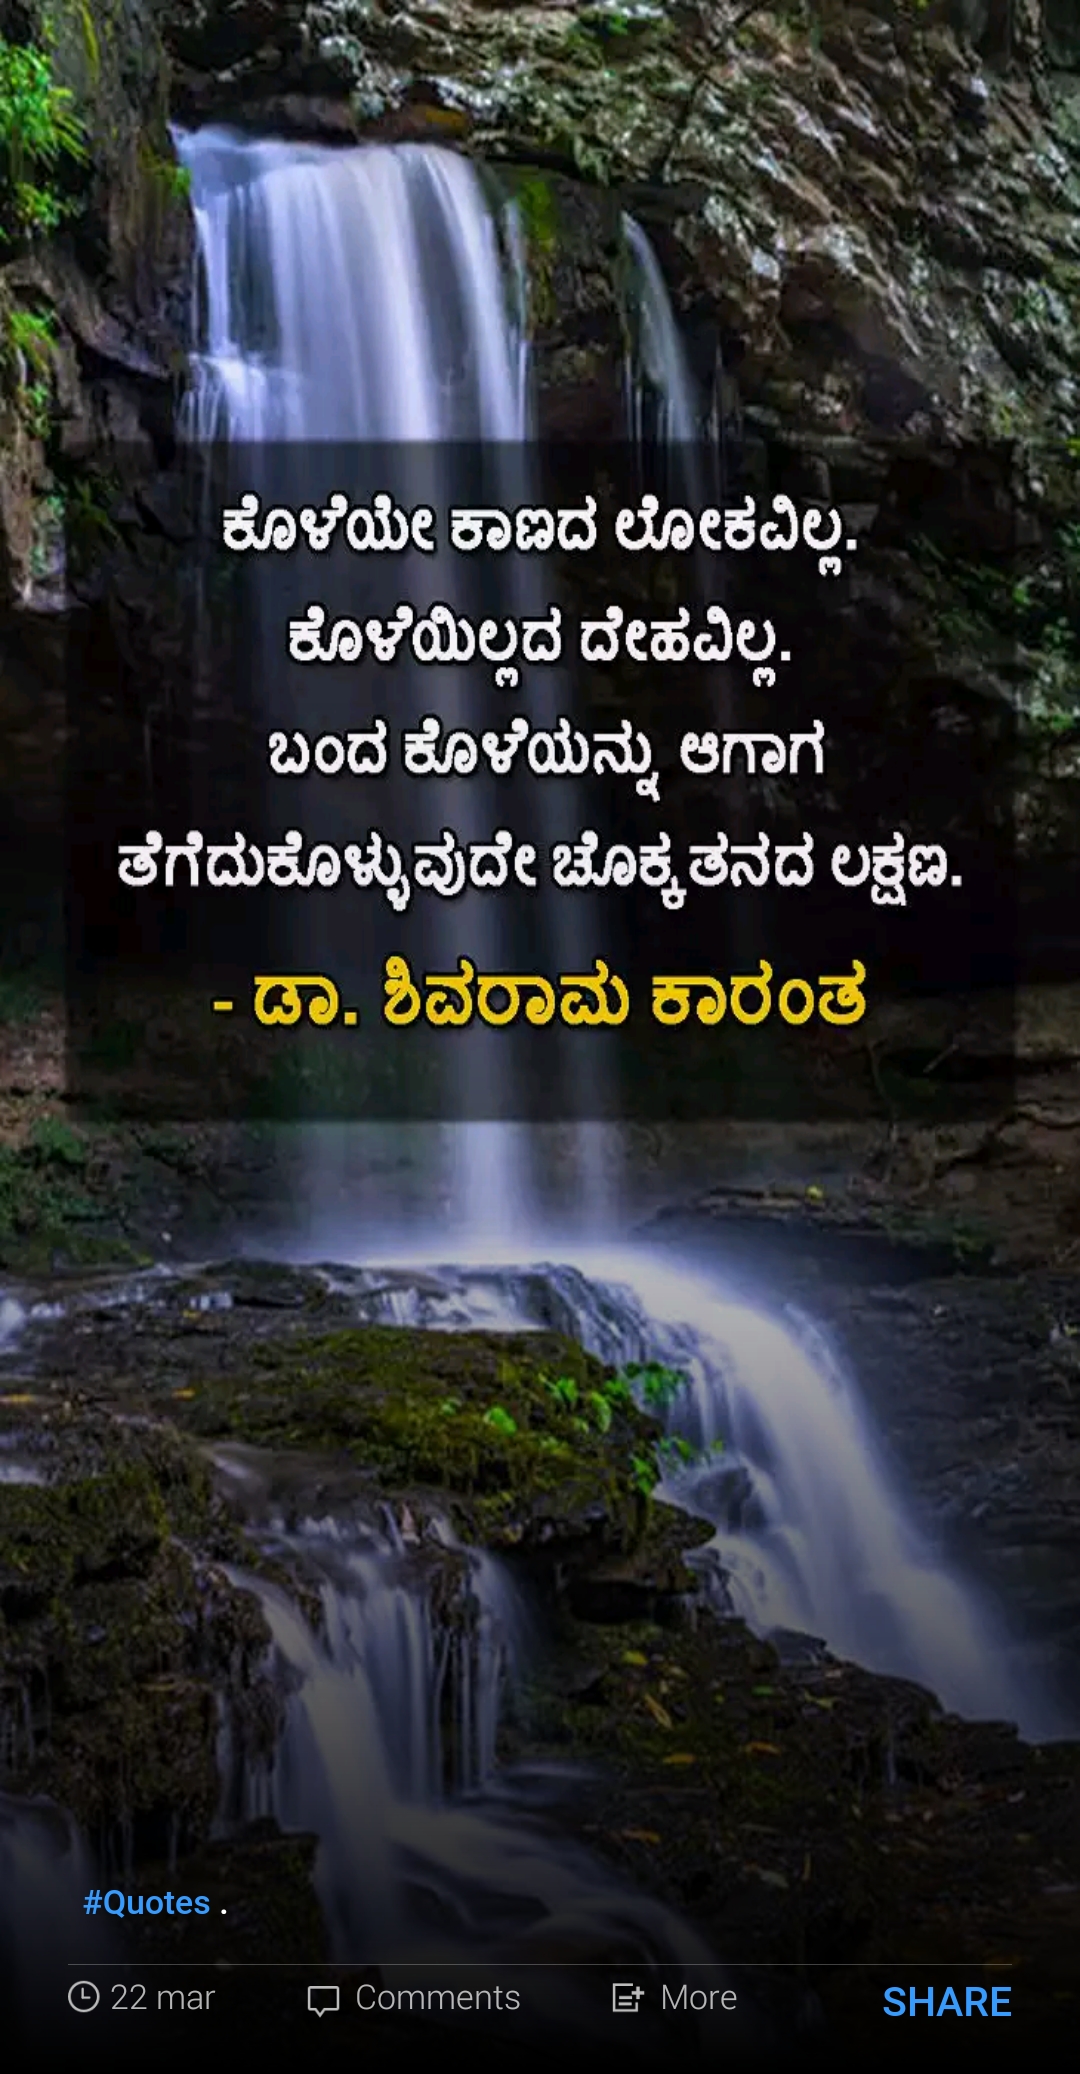 ಕೊಳೆಯೇ ಕಾಣದ ಲೋಕವಿಲ್ಲ.
ಕೊಳೆಯಿಲ್ಲದ ದೇಹವಿಲ್ಲ.
ಬಂದ ಕೊಳೆಯನ್ನು ಆಗಾಗ
ತೆಗೆದುಕೊಳ್ಳುವುದೇ ಚೊಕ್ಕತನದ ಲಕ್ಷಣ.
- ಡಾ. ಶಿವರಾಮ ಕಾರಂತ
#Quotes .
22 mar Comments More SHARE